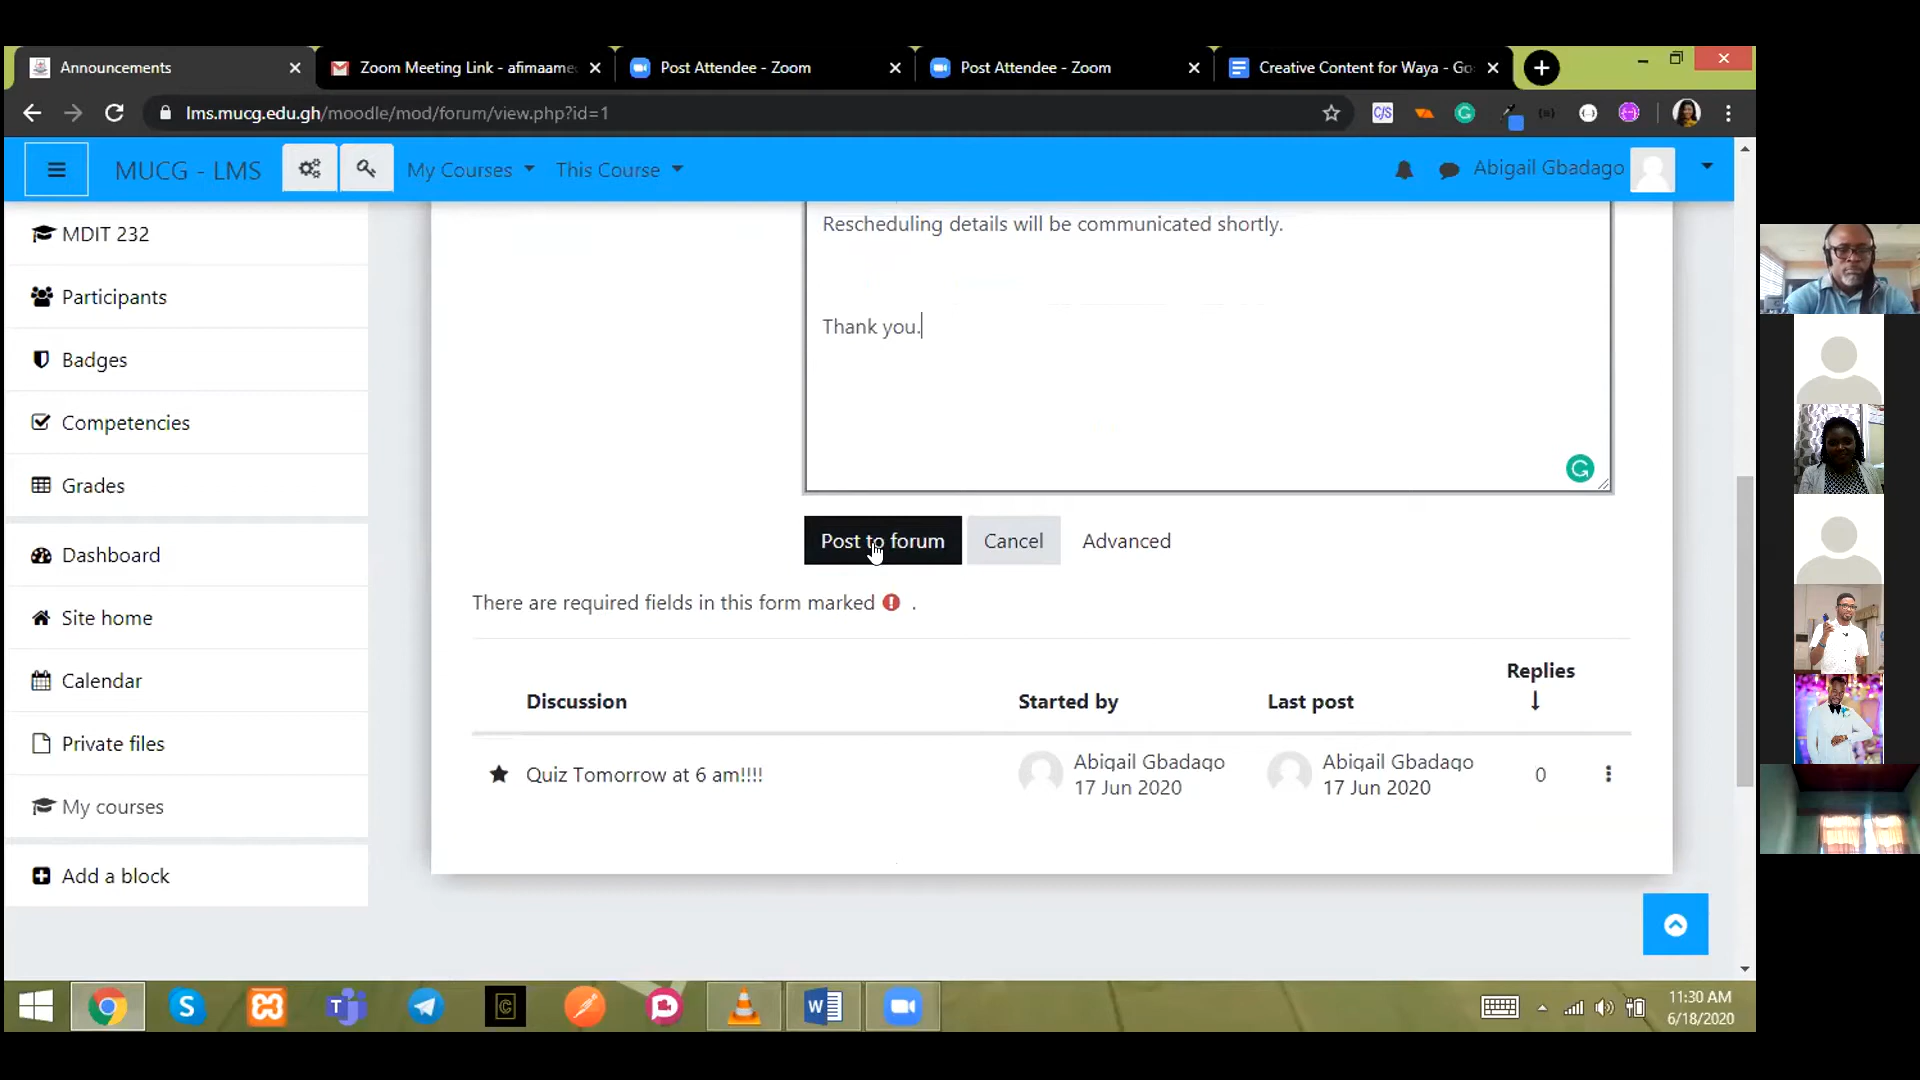 Announcements
Zoom Meeting Link - afimaame
Post Attendee - Zoom
Post Attendee - Zoom
Creative Content for Waya - Go
lms.mucg.edu.gh/moodle/mod/forum/view.php?id=1
MUCG - LMS
My Courses
This Course
Abigail Gbadago
MDIT 232
Participants
Badges
Competencies
Grades
Dashboard
Site home
Calendar
Private files
My courses
Add a block
Rescheduling details will be communicated shortly.
Thank you.
Post to forum
Cancel
Advanced
There are required fields in this form marked .
Discussion
Started by
Last post
Replies
Quiz Tomorrow at 6 am!!!!
Abigail Gbadago
17 Jun 2020
Abigail Gbadago
17 Jun 2020
0
11:30 AM
6/18/2020